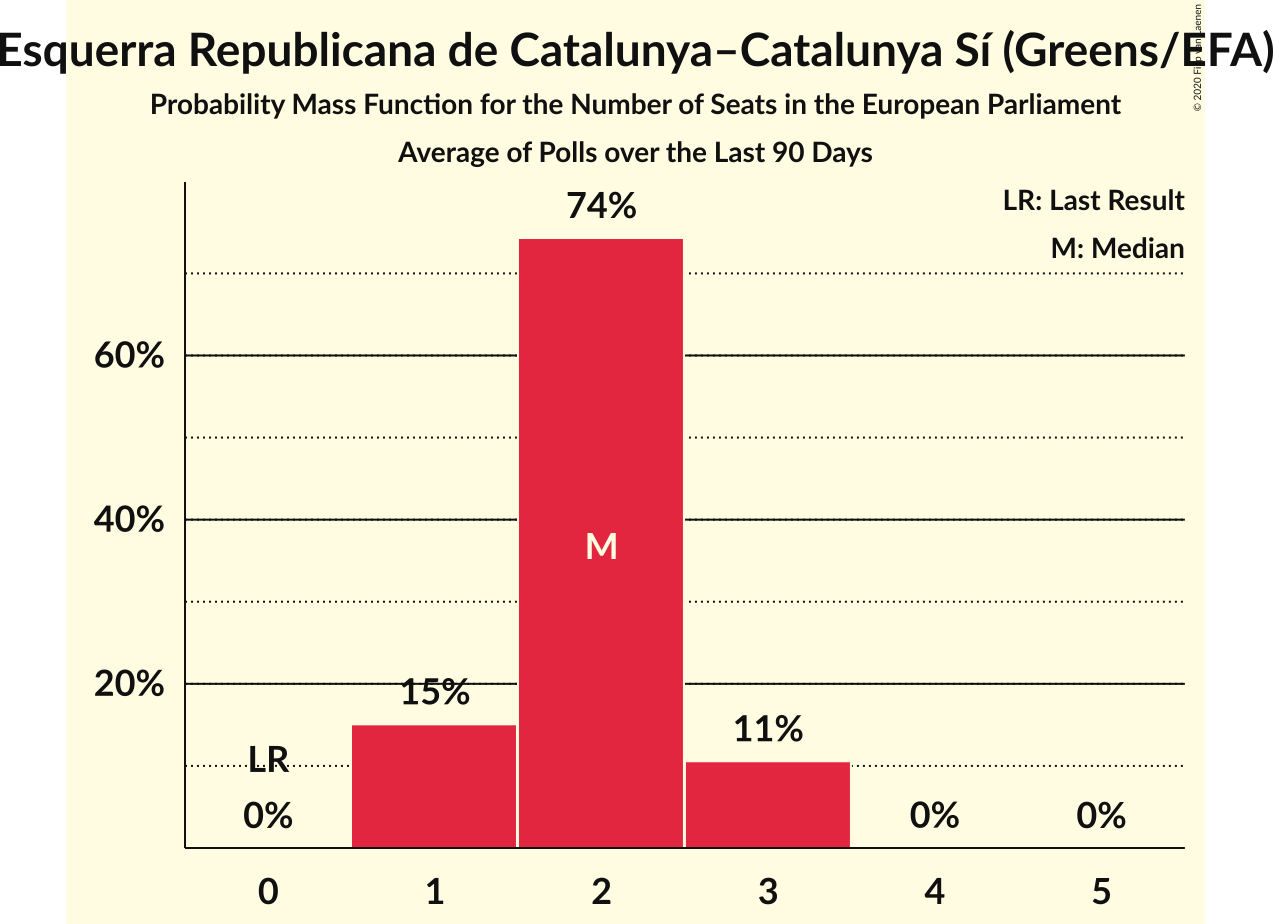 Esquerra Republicana de Catalunya–Catalunya Sí (Greens/EFA)
Probability Mass Function for the Number of Seats in the European Parliament
Average of Polls over the Last 90 Days
© 2020
LR: Last Result
M: Median
74%
60%
40%
M
20%
15%
11%
LR
0%
0%
0%
0
1
2
3
4
5